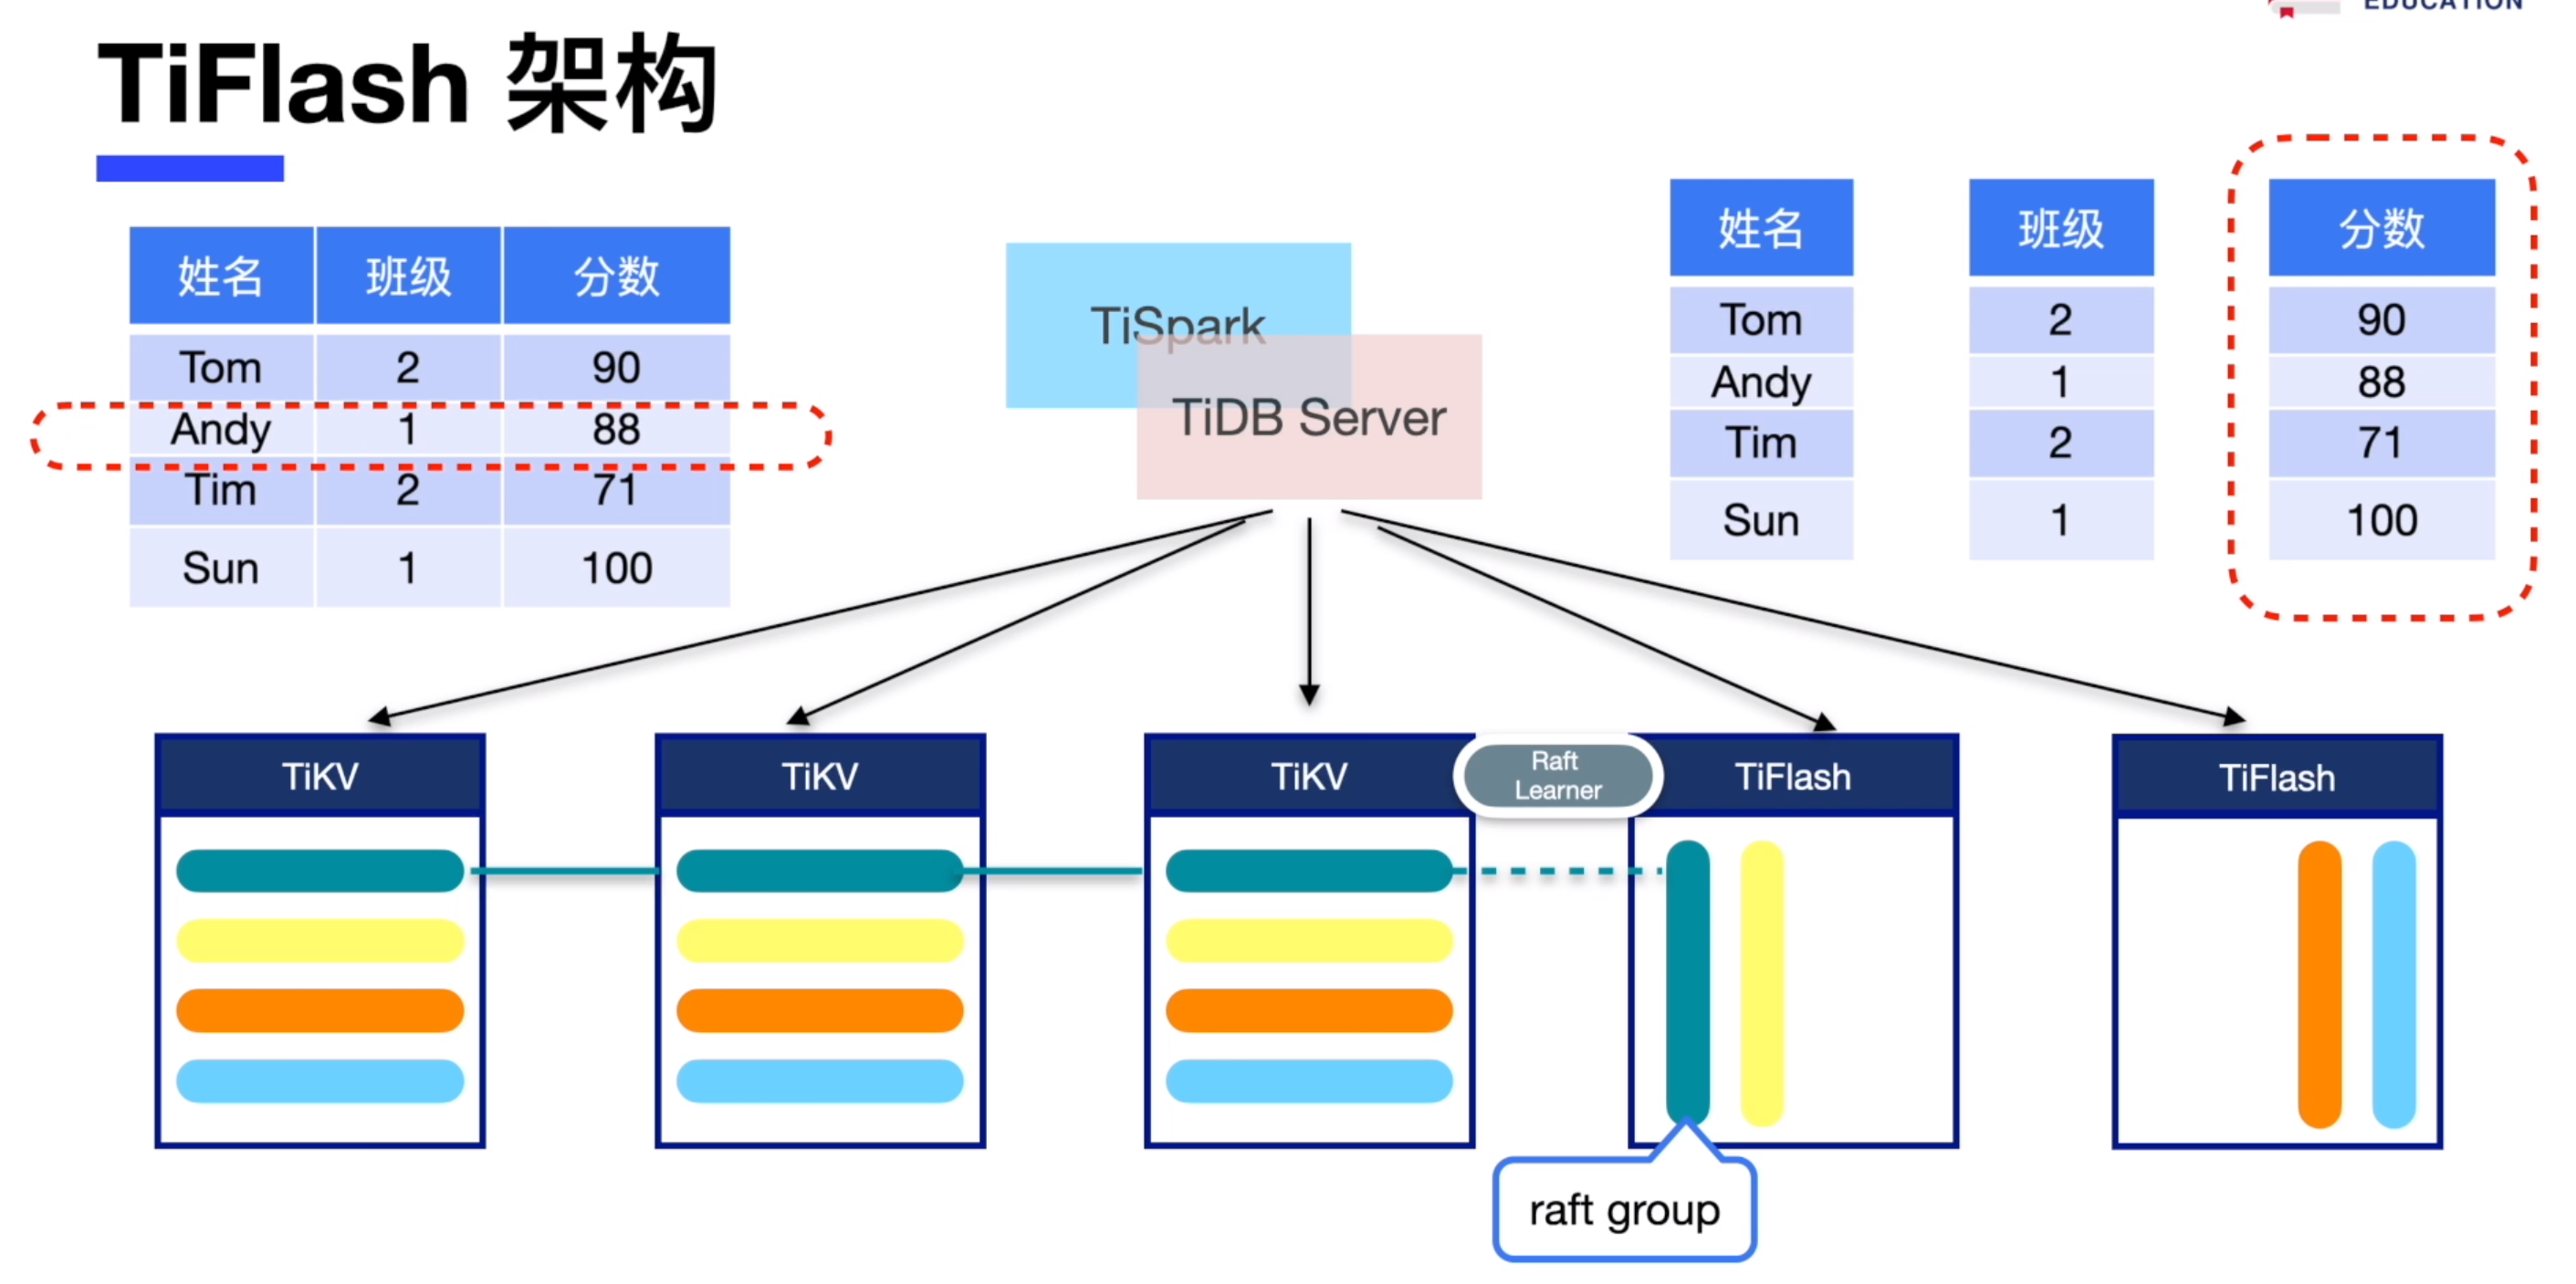 EDUCATION
TiFlash 架构
姓名 班级 分数
Tom 2 90
Andy 1 88
Tim 2 71
Sun 1 100
TiSpark
TiDB Server
姓名 班级 分数
Tom 2 90
Andy 1 88
Tim 2 71
Sun 1 100
TiKV
TiKV
TiKV
Raft
Learner
TiFlash
TiFlash
raft group